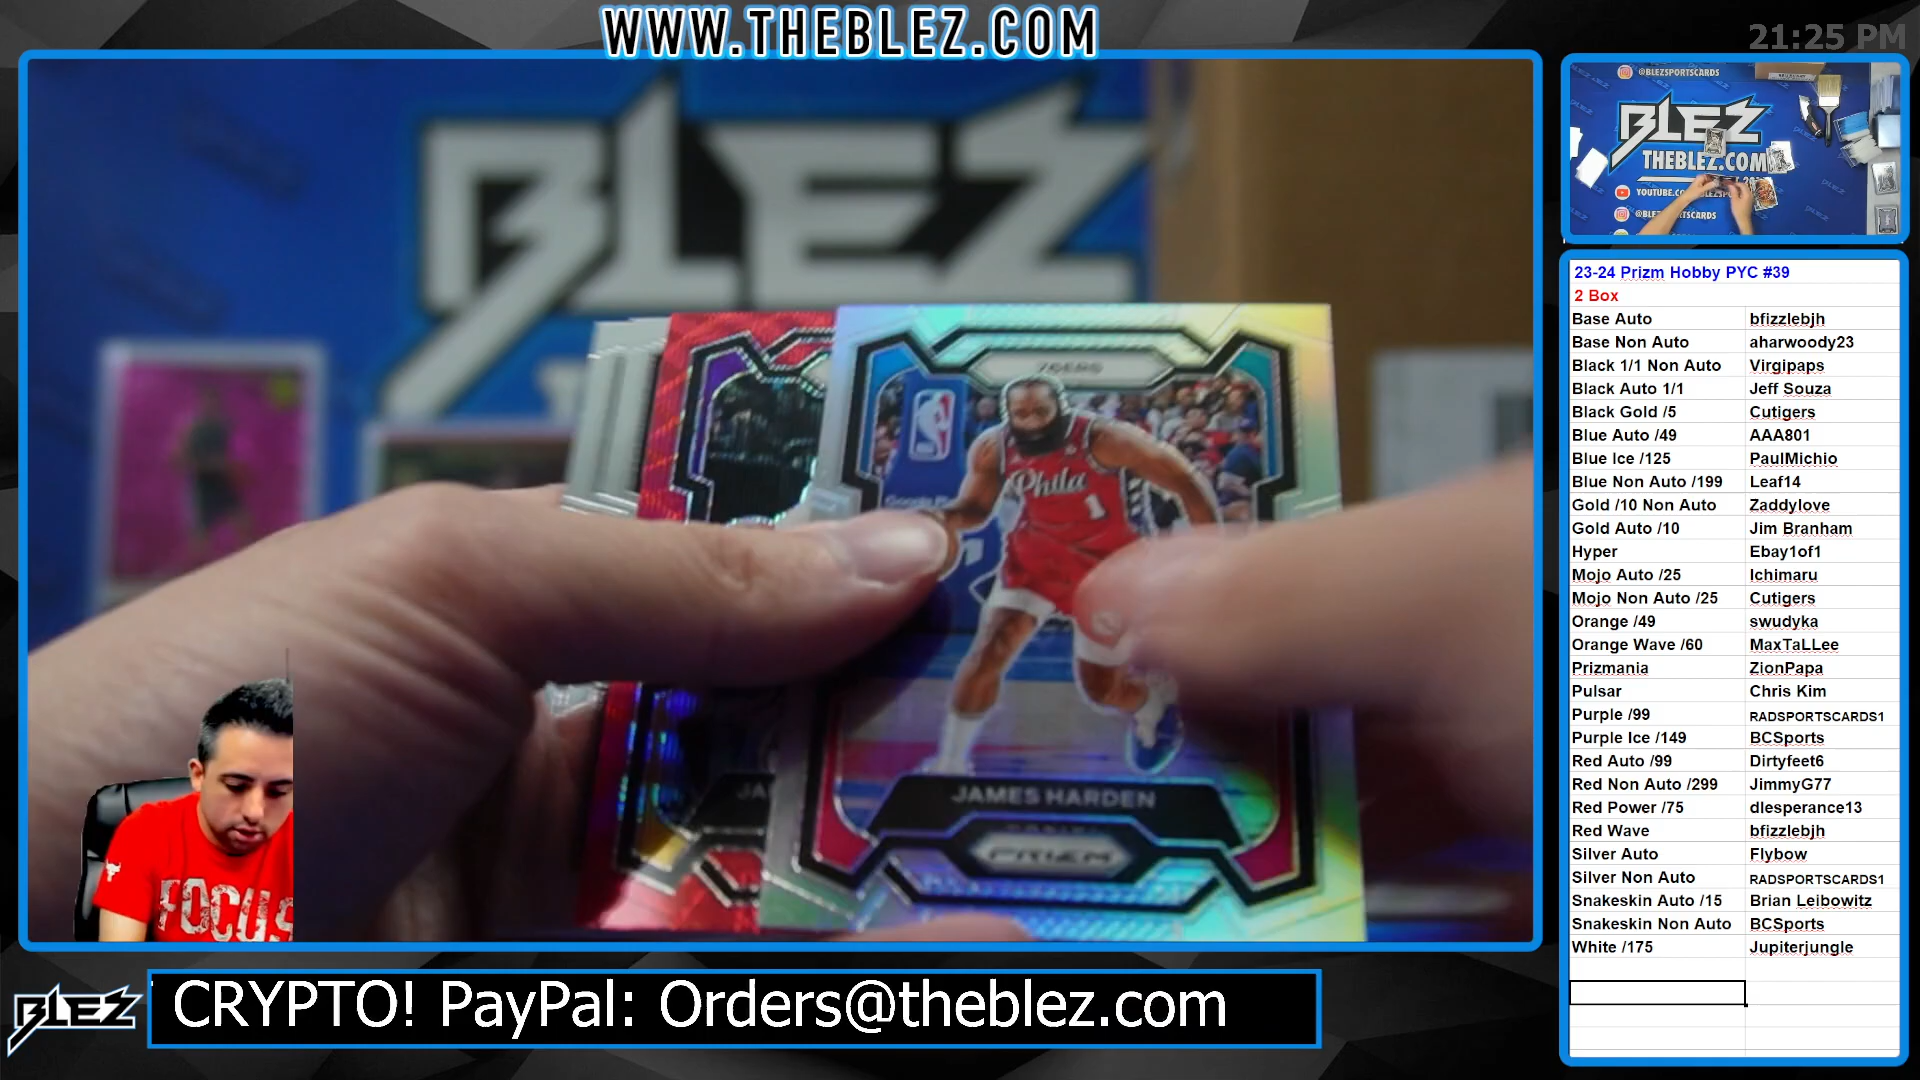 WWW.THEBLEZ.COM
21:25 PM
BLEZ
76ERS
Phila
1
JAMES HARDEN
PANINI
PRIZM
JA
FOCUS
@BLEZSPORTSCARDS
BLEZ
THEBLEZ.COM
23-24 Prizm Hobby PYC #39
2 Box
Base Auto bfizzlebjh
Base Non Auto aharwoody23
Black 1/1 Non Auto Virgipaps
Black Auto 1/1 Jeff Souza
Black Gold /5 Cutigers
Blue Auto /49 AAA801
Blue Ice /125 PaulMichio
Blue Non Auto /199 Leaf14
Gold /10 Non Auto Zaddylove
Gold Auto /10 Jim Branham
Hyper Ebay1of1
Mojo Auto /25 Ichimaru
Mojo Non Auto /25 Cutigers
Orange /49 swudyka
Orange Wave /60 MaxTaLLee
Prizmania ZionPapa
Pulsar Chris Kim
Purple /99 RADSPORTSCARDS1
Purple Ice /149 BCSports
Red Auto /99 Dirtyfeet6
Red Non Auto /299 JimmyG77
Red Power /75 dlesperance13
Red Wave bfizzlebjh
Silver Auto Flybow
Silver Non Auto RADSPORTSCARDS1
Snakeskin Auto /15 Brian Leibowitz
Snakeskin Non Auto BCSports
White /175 Jupiterjungle
BLEZ
CRYPTO! PayPal: Orders@theblez.com